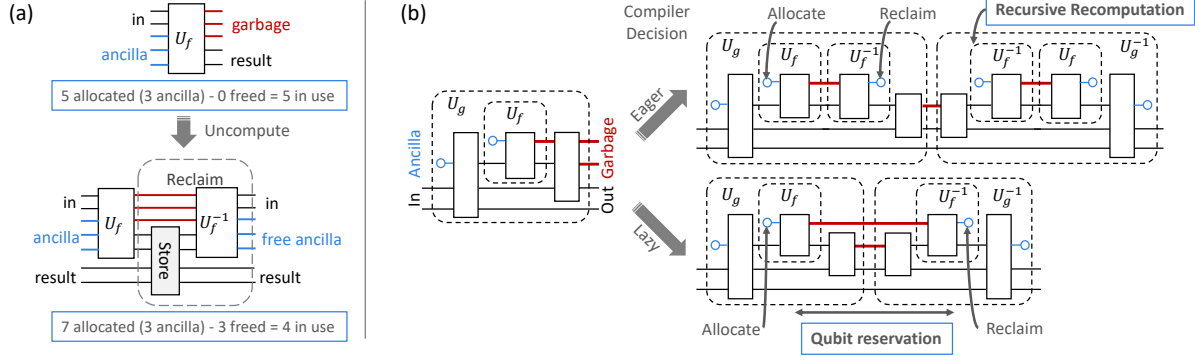 (a)
in
ancilla
U_f
garbage
result
5 allocated (3 ancilla) - 0 freed = 5 in use
Uncompute
Reclaim
in
ancilla
result
U_f
Store
U_f^{-1}
in
free ancilla
result
7 allocated (3 ancilla) - 3 freed = 4 in use
(b)
U_g
U_f
Ancilla
In
Garbage
Out
Compiler
Decision
Eager
Lazy
Allocate
Reclaim
Recursive Recomputation
U_g
U_f
U_f^{-1}
U_f^{-1}
U_f
U_g^{-1}
U_g
U_f
U_f^{-1}
U_g^{-1}
Allocate
Reclaim
Qubit reservation